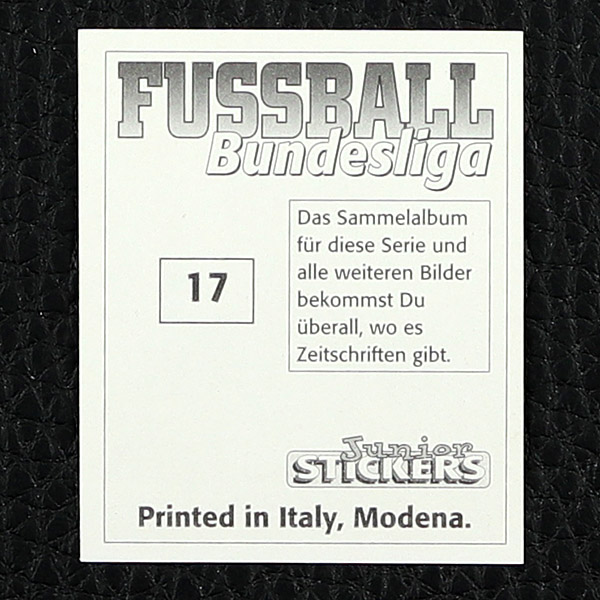 FUSSBALL
Bundesliga
17
Das Sammelalbum
für diese Serie und
alle weiteren Bilder
bekommst Du
überall, wo es
Zeitschriften gibt.
Junior
STICKERS
Printed in Italy, Modena.